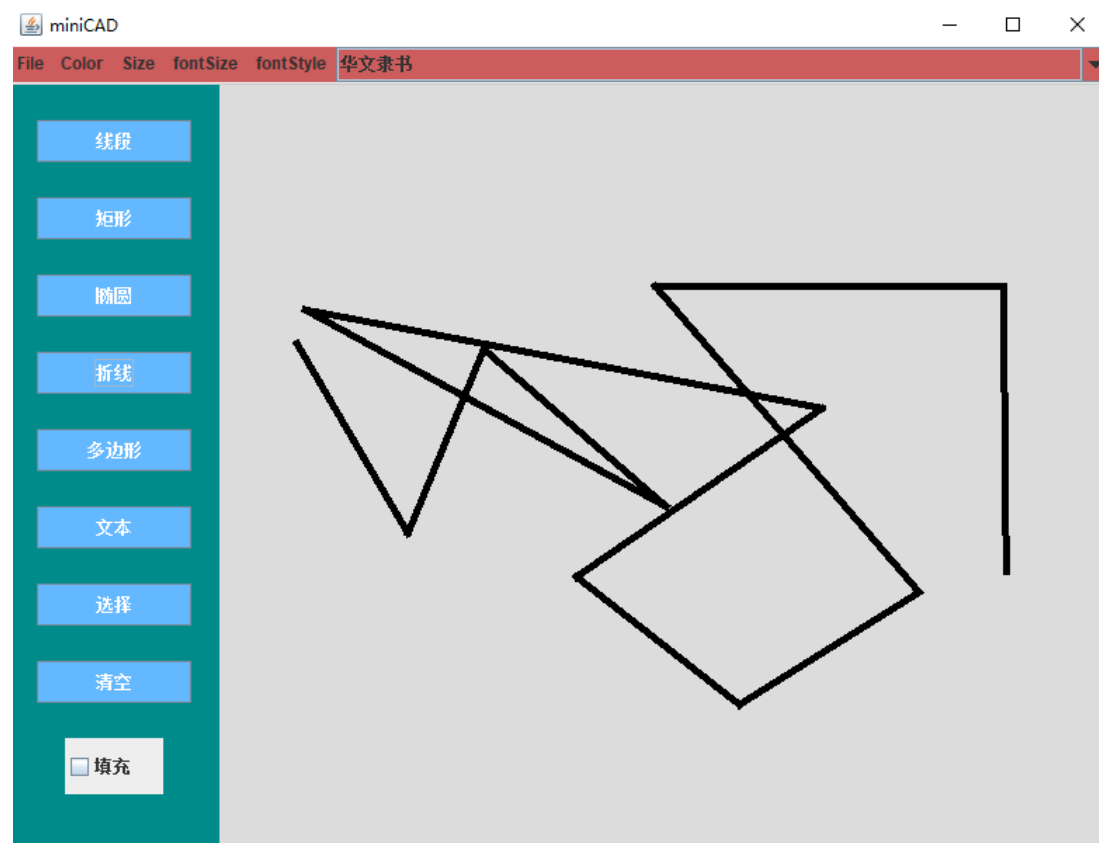 miniCAD
File Color Size fontSize fontStyle 华文隶书
线段
矩形
椭圆
折线
多边形
文本
选择
清空
填充